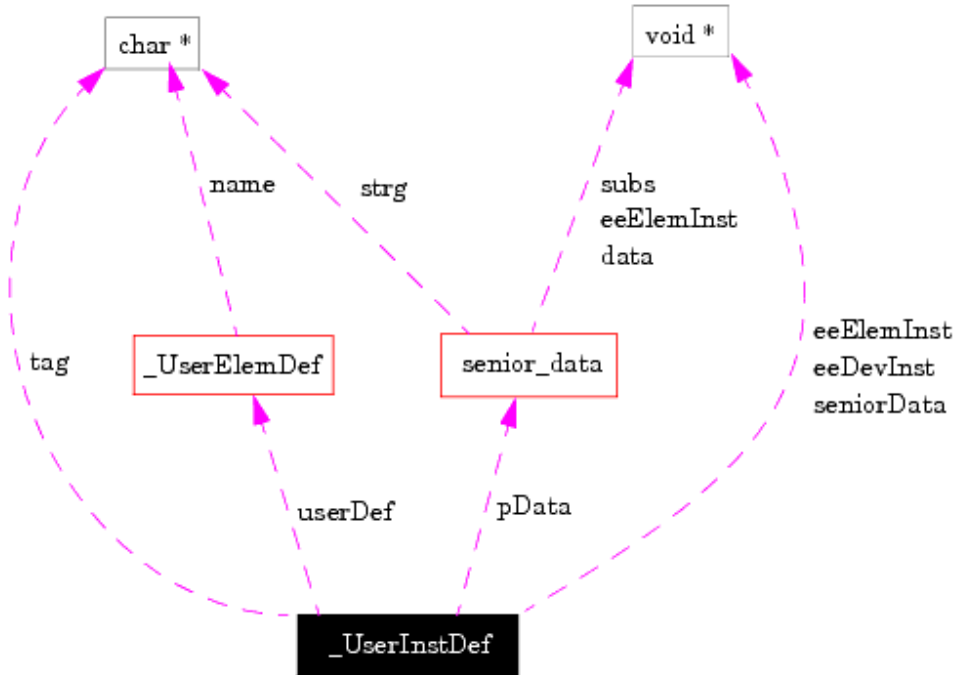 char *
void *
name
strg
subs
eeElemInst
data
tag
_UserElemDef
senior_data
eeElemInst
eeDevInst
seniorData
userDef
pData
_UserInstDef